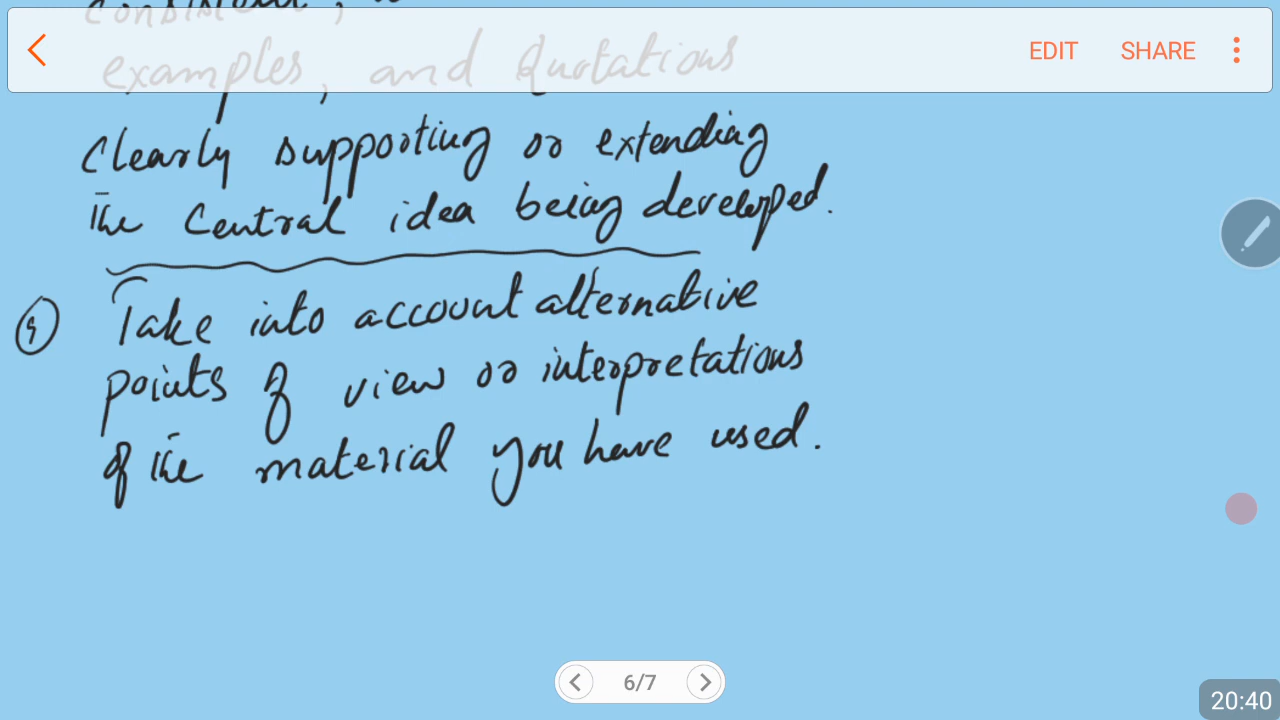 EDIT SHARE
examples, and Quotations
clearly supporting or extending
the Central idea being developed.
Take into account alternative
points of view or interpretations
of the material you have used.
6/7
20:40